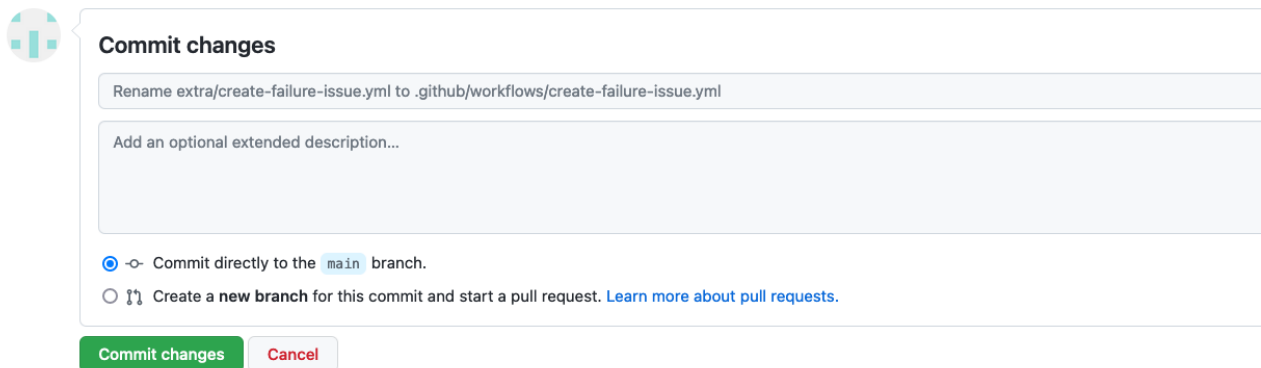 Commit changes
Rename extra/create-failure-issue.yml to .github/workflows/create-failure-issue.yml
Add an optional extended description...
Commit directly to the main branch.
Create a new branch for this commit and start a pull request. Learn more about pull requests.
Commit changes Cancel